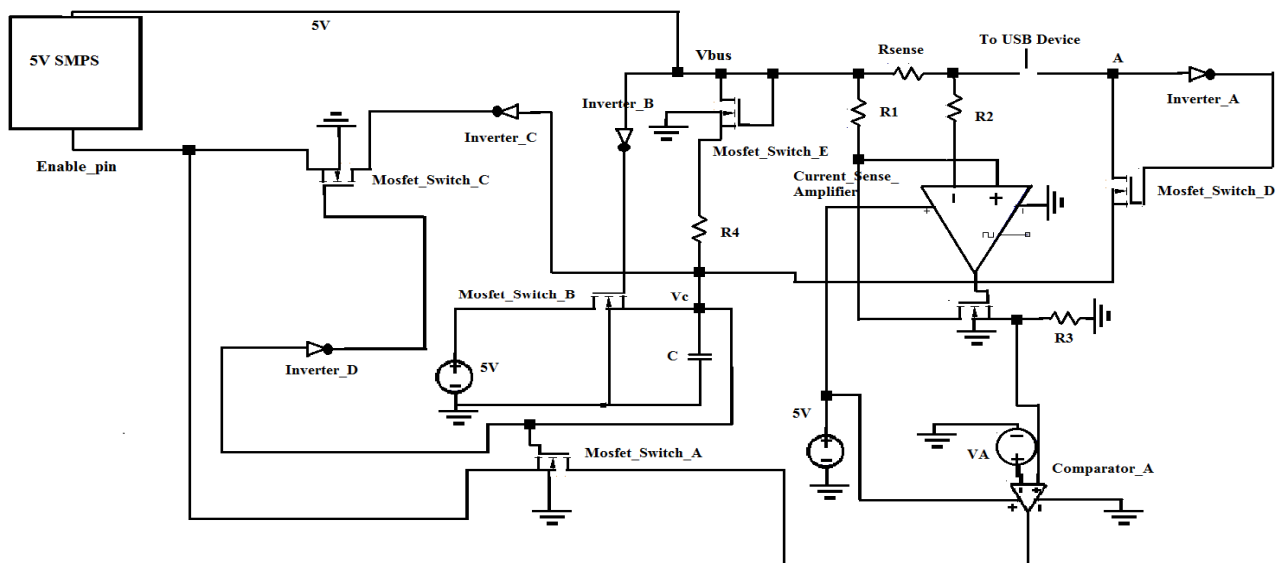 5V
5V SMPS
Enable_pin
Inverter_C
Mosfet_Switch_C
Inverter_B
Vbus
Mosfet_Switch_E
Rsense
To USB Device
A
Inverter_A
R1
R2
Current_Sense_
Amplifier
Mosfet_Switch_D
R4
Mosfet_Switch_B
Vc
C
5V
Inverter_D
Mosfet_Switch_A
R3
5V
VA
Comparator_A